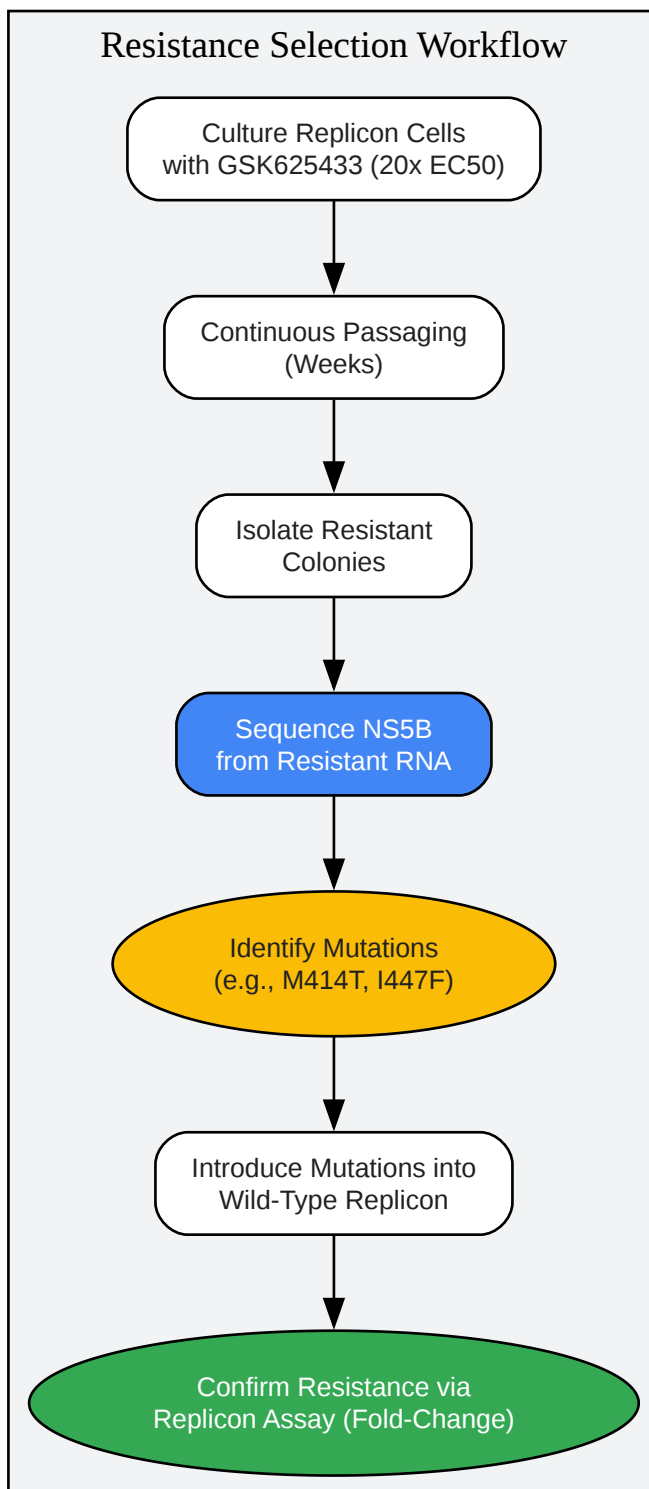 Resistance Selection Workflow
Culture Replicon Cells
with GSK625433 (20x EC50)
Continuous Passaging
(Weeks)
Isolate Resistant
Colonies
Sequence NS5B
from Resistant RNA
Identify Mutations
(e.g., M414T, I447F)
Introduce Mutations into
Wild-Type Replicon
Confirm Resistance via
Replicon Assay (Fold-Change)